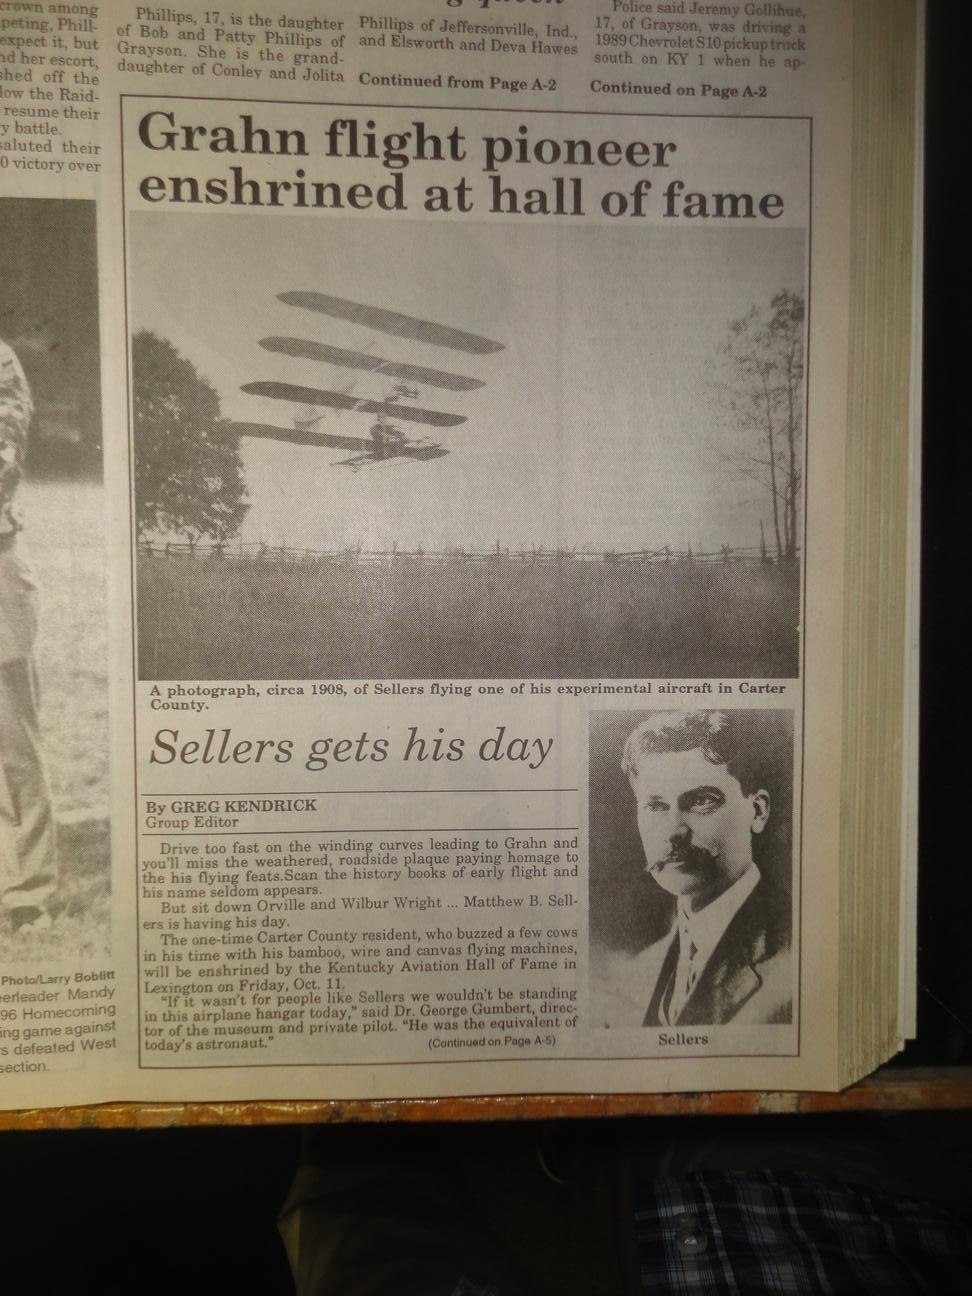 crown among
peting, Phill-
expect it, but
nd her escort,
shed off the
low the Raid-
resume their
y battle.
saluted their
0 victory over
Photo/Larry Boblitt
eerleader Mandy
96 Homecoming
ing game against
s defeated West
section.
Phillips, 17, is the daughter
of Bob and Patty Phillips of
Grayson. She is the grand-
daughter of Conley and Jolita
Phillips of Jeffersonville, Ind.,
and Elsworth and Deva Hawes
Continued from Page A-2
Police said Jeremy Gollihue,
17, of Grayson, was driving a
1989 Chevrolet S10 pickup truck
south on KY 1 when he ap-
Continued on Page A-2
Grahn flight pioneer
enshrined at hall of fame
A photograph, circa 1908, of Sellers flying one of his experimental aircraft in Carter
County.
Sellers gets his day
By GREG KENDRICK
Group Editor
Drive too fast on the winding curves leading to Grahn and
you'll miss the weathered, roadside plaque paying homage to
the his flying feats.Scan the history books of early flight and
his name seldom appears.
But sit down Orville and Wilbur Wright ... Matthew B. Sell-
ers is having his day.
The one-time Carter County resident, who buzzed a few cows
in his time with his bamboo, wire and canvas flying machines,
will be enshrined by the Kentucky Aviation Hall of Fame in
Lexington on Friday, Oct. 11.
"If it wasn't for people like Sellers we wouldn't be standing
in this airplane hangar today," said Dr. George Gumbert, direc-
tor of the museum and private pilot. "He was the equivalent of
today's astronaut."
(Continued on Page A-5)
Sellers